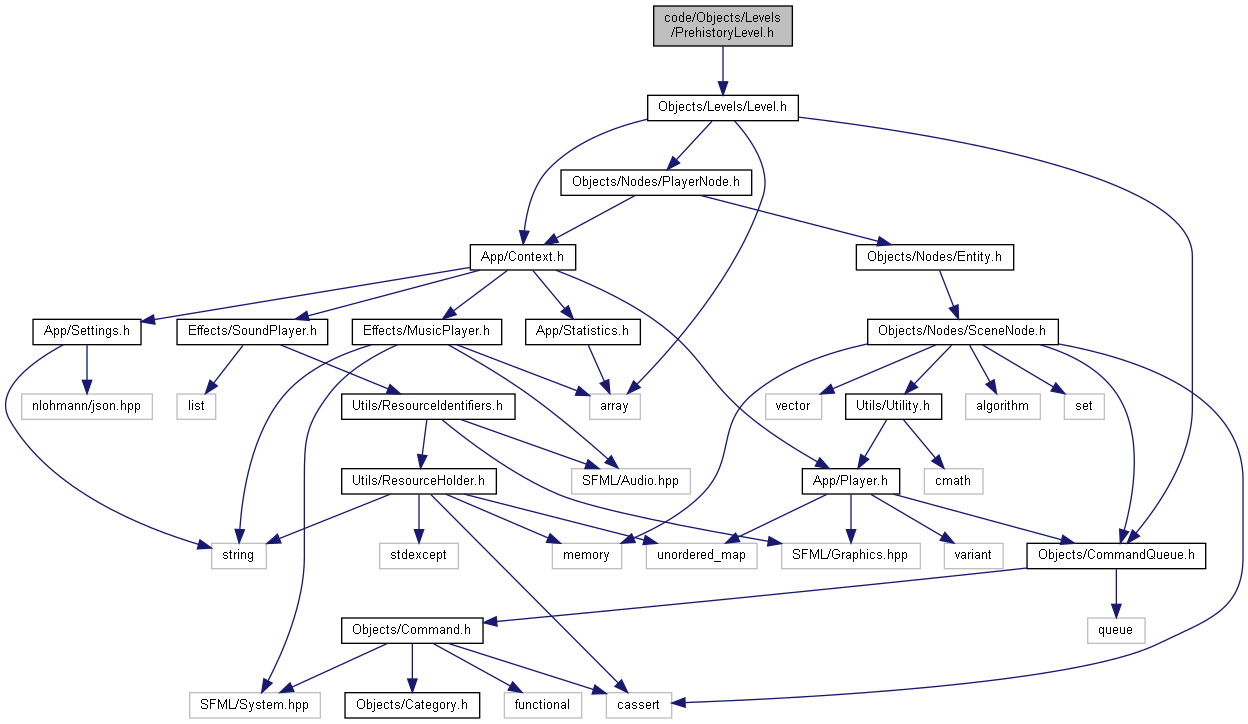 code/Objects/Levels
/PrehistoryLevel.h
Objects/Levels/Level.h
Objects/Nodes/PlayerNode.h
App/Context.h
Objects/Nodes/Entity.h
App/Settings.h
Effects/SoundPlayer.h
Effects/MusicPlayer.h
App/Statistics.h
Objects/Nodes/SceneNode.h
nlohmann/json.hpp
list
Utils/ResourceIdentifiers.h
array
vector
Utils/Utility.h
algorithm
set
Utils/ResourceHolder.h
SFML/Audio.hpp
App/Player.h
cmath
string
stdexcept
memory
unordered_map
SFML/Graphics.hpp
variant
Objects/CommandQueue.h
Objects/Command.h
queue
SFML/System.hpp
Objects/Category.h
functional
cassert